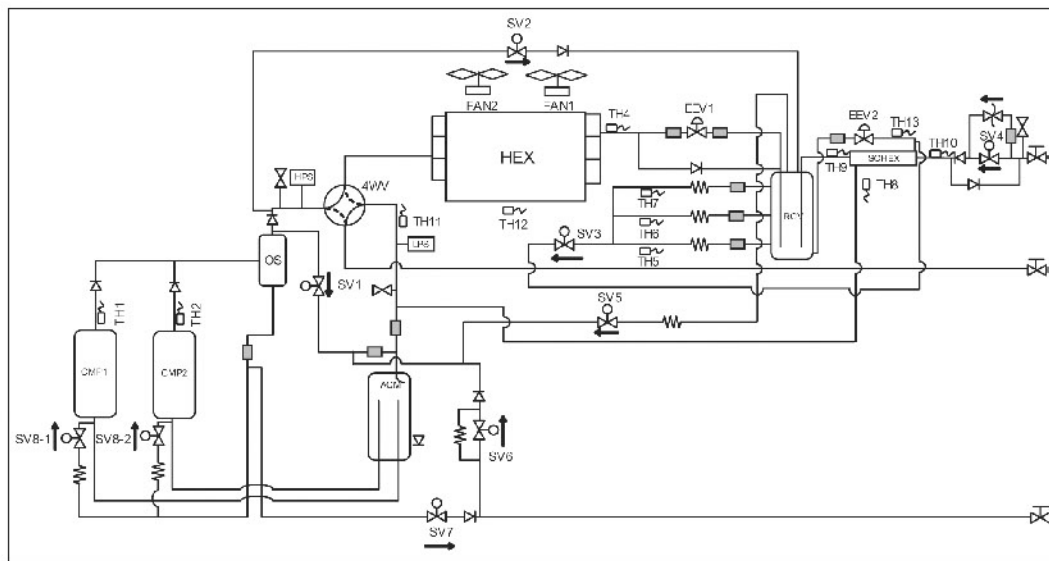 SV2
FAN2
FAN1
TH4
EEV1
EEV2
TH13
SV4
HEX
TH9
SCHEX
TH10
HPS
4WV
TH11
TH12
TH7
TH6
TH5
RCV
TH8
LPS
SV3
OS
SV1
SV5
TH1
TH2
CMP1
CMP2
ACM
SV8-1
SV8-2
SV6
SV7